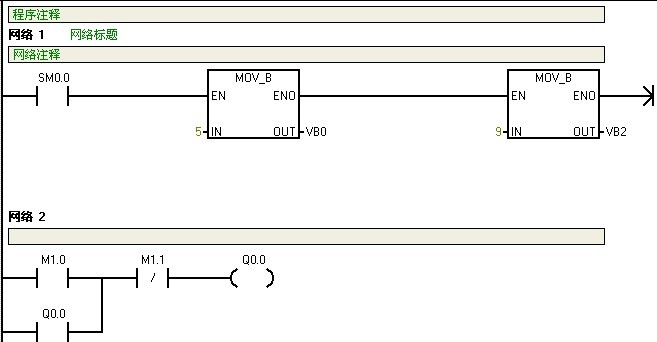 程序注释
网络 1 网络标题
网络注释
SM0.0 MOV_B MOV_B
EN ENO EN ENO
5 IN OUT VB0 9 IN OUT VB2
网络 2
M1.0 M1.1 Q0.0
/
Q0.0